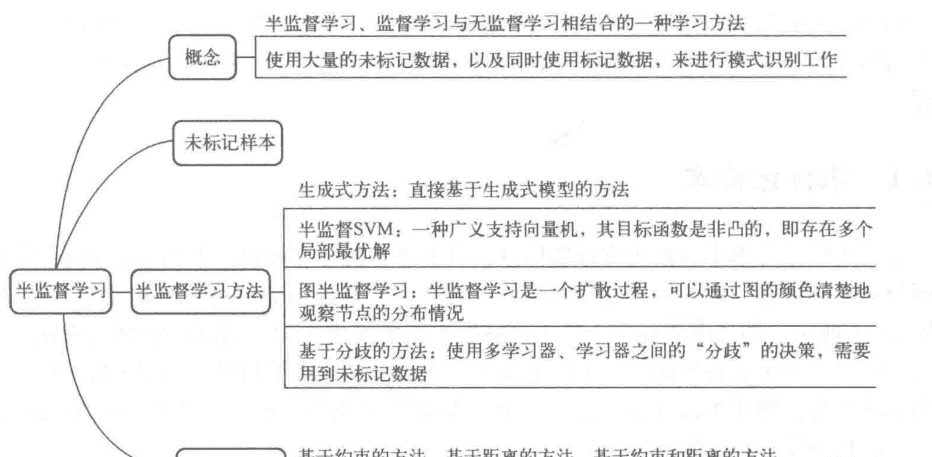 半监督学习、监督学习与无监督学习相结合的一种学习方法
概念
使用大量的未标记数据，以及同时使用标记数据，来进行模式识别工作
未标记样本
生成式方法：直接基于生成式模型的方法
半监督SVM：一种广义支持向量机，其目标函数是非凸的，即存在多个
局部最优解
半监督学习
半监督学习方法
图半监督学习：半监督学习是一个扩散过程，可以通过图的颜色清楚地
观察节点的分布情况
基于分歧的方法：使用多学习器、学习器之间的“分歧”的决策，需要
用到未标记数据
基于约束的方法、基于距离的方法、基于约束和距离的方法